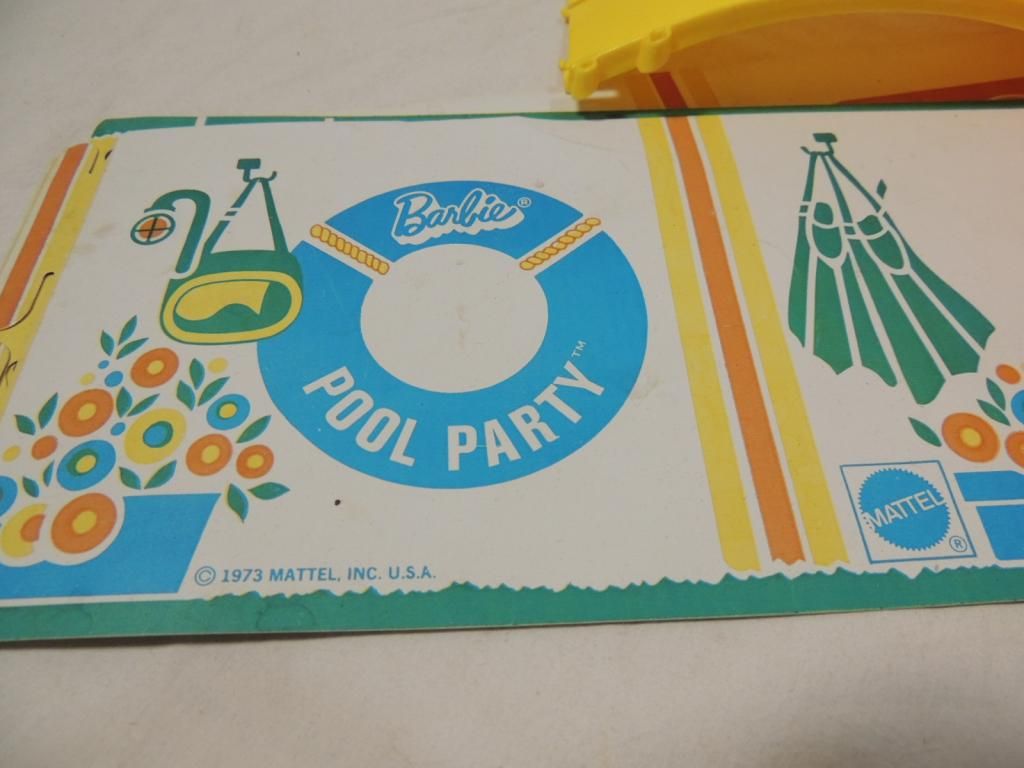 Barbie®
POOL PARTY™
© 1973 MATTEL, INC. U.S.A.
MATTEL
®